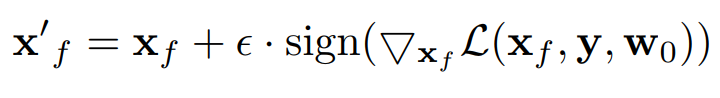 x′_f = x_f + ϵ · sign(▽_{x_f} ℒ(x_f, y, w_0))